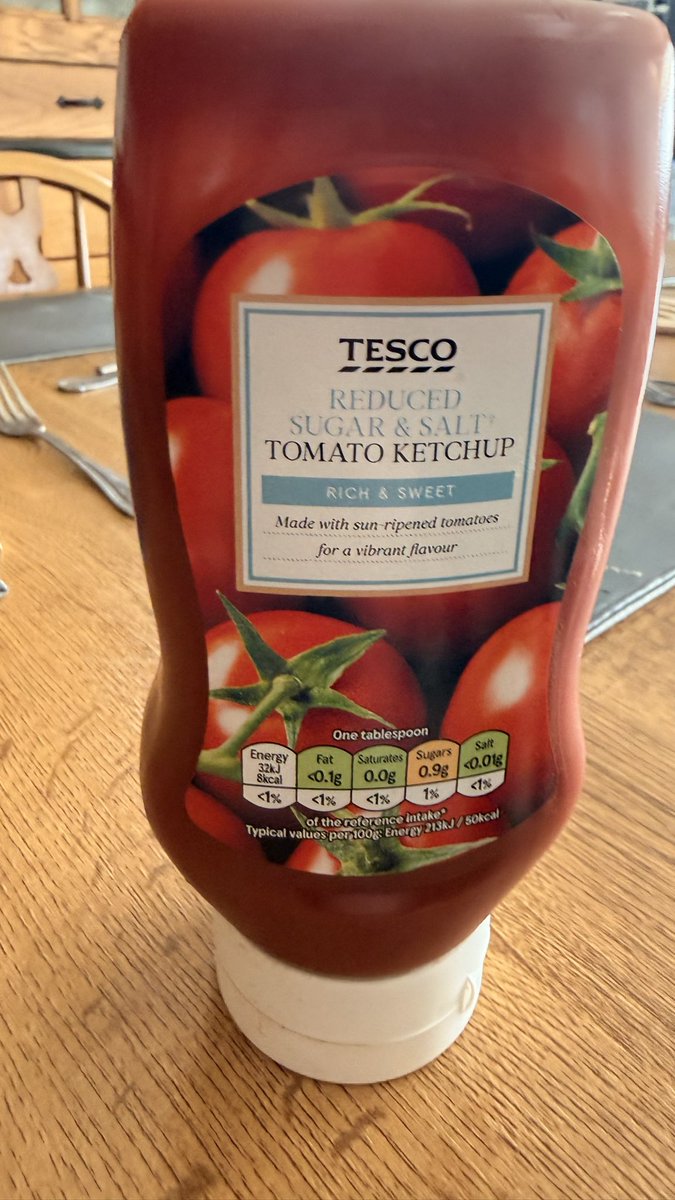 TESCO
REDUCED
SUGAR & SALT†
TOMATO KETCHUP
RICH & SWEET
Made with sun-ripened tomatoes
for a vibrant flavour
One tablespoon
Energy 32kJ 8kcal <1%
Fat <0.1g <1%
Saturates 0.0g <1%
Sugars 0.9g 1%
Salt <0.01g <1%
of the reference intake*
Typical values per 100g: Energy 213kJ / 50kcal